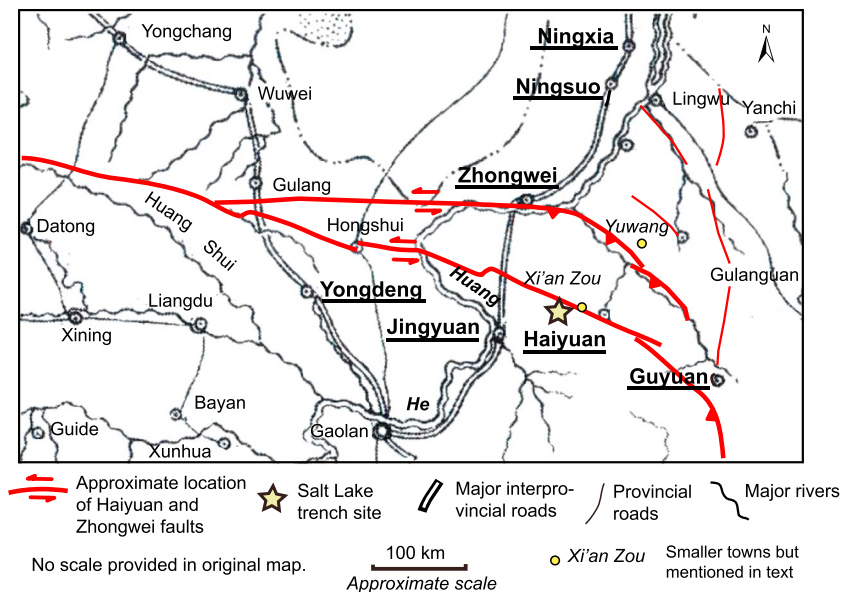 Ningxia
N
Yongchang
Ningsuo
Wuwei
Lingwu
Yanchi
Zhongwei
Gulang
Huang
Shui
Hongshui
Yuwang
Datong
Gulanguan
Xi'an Zou
Huang
Yongdeng
Liangdu
Xining
Jingyuan
Haiyuan
Guyuan
Bayan
He
Guide
Gaolan
Xunhua
Approximate location
of Haiyuan and
Zhongwei faults
Salt Lake
trench site
Major interpro-
vincial roads
Provincial
roads
Major rivers
No scale provided in original map.
100 km
Approximate scale
Xi'an Zou
Smaller towns but
mentioned in text